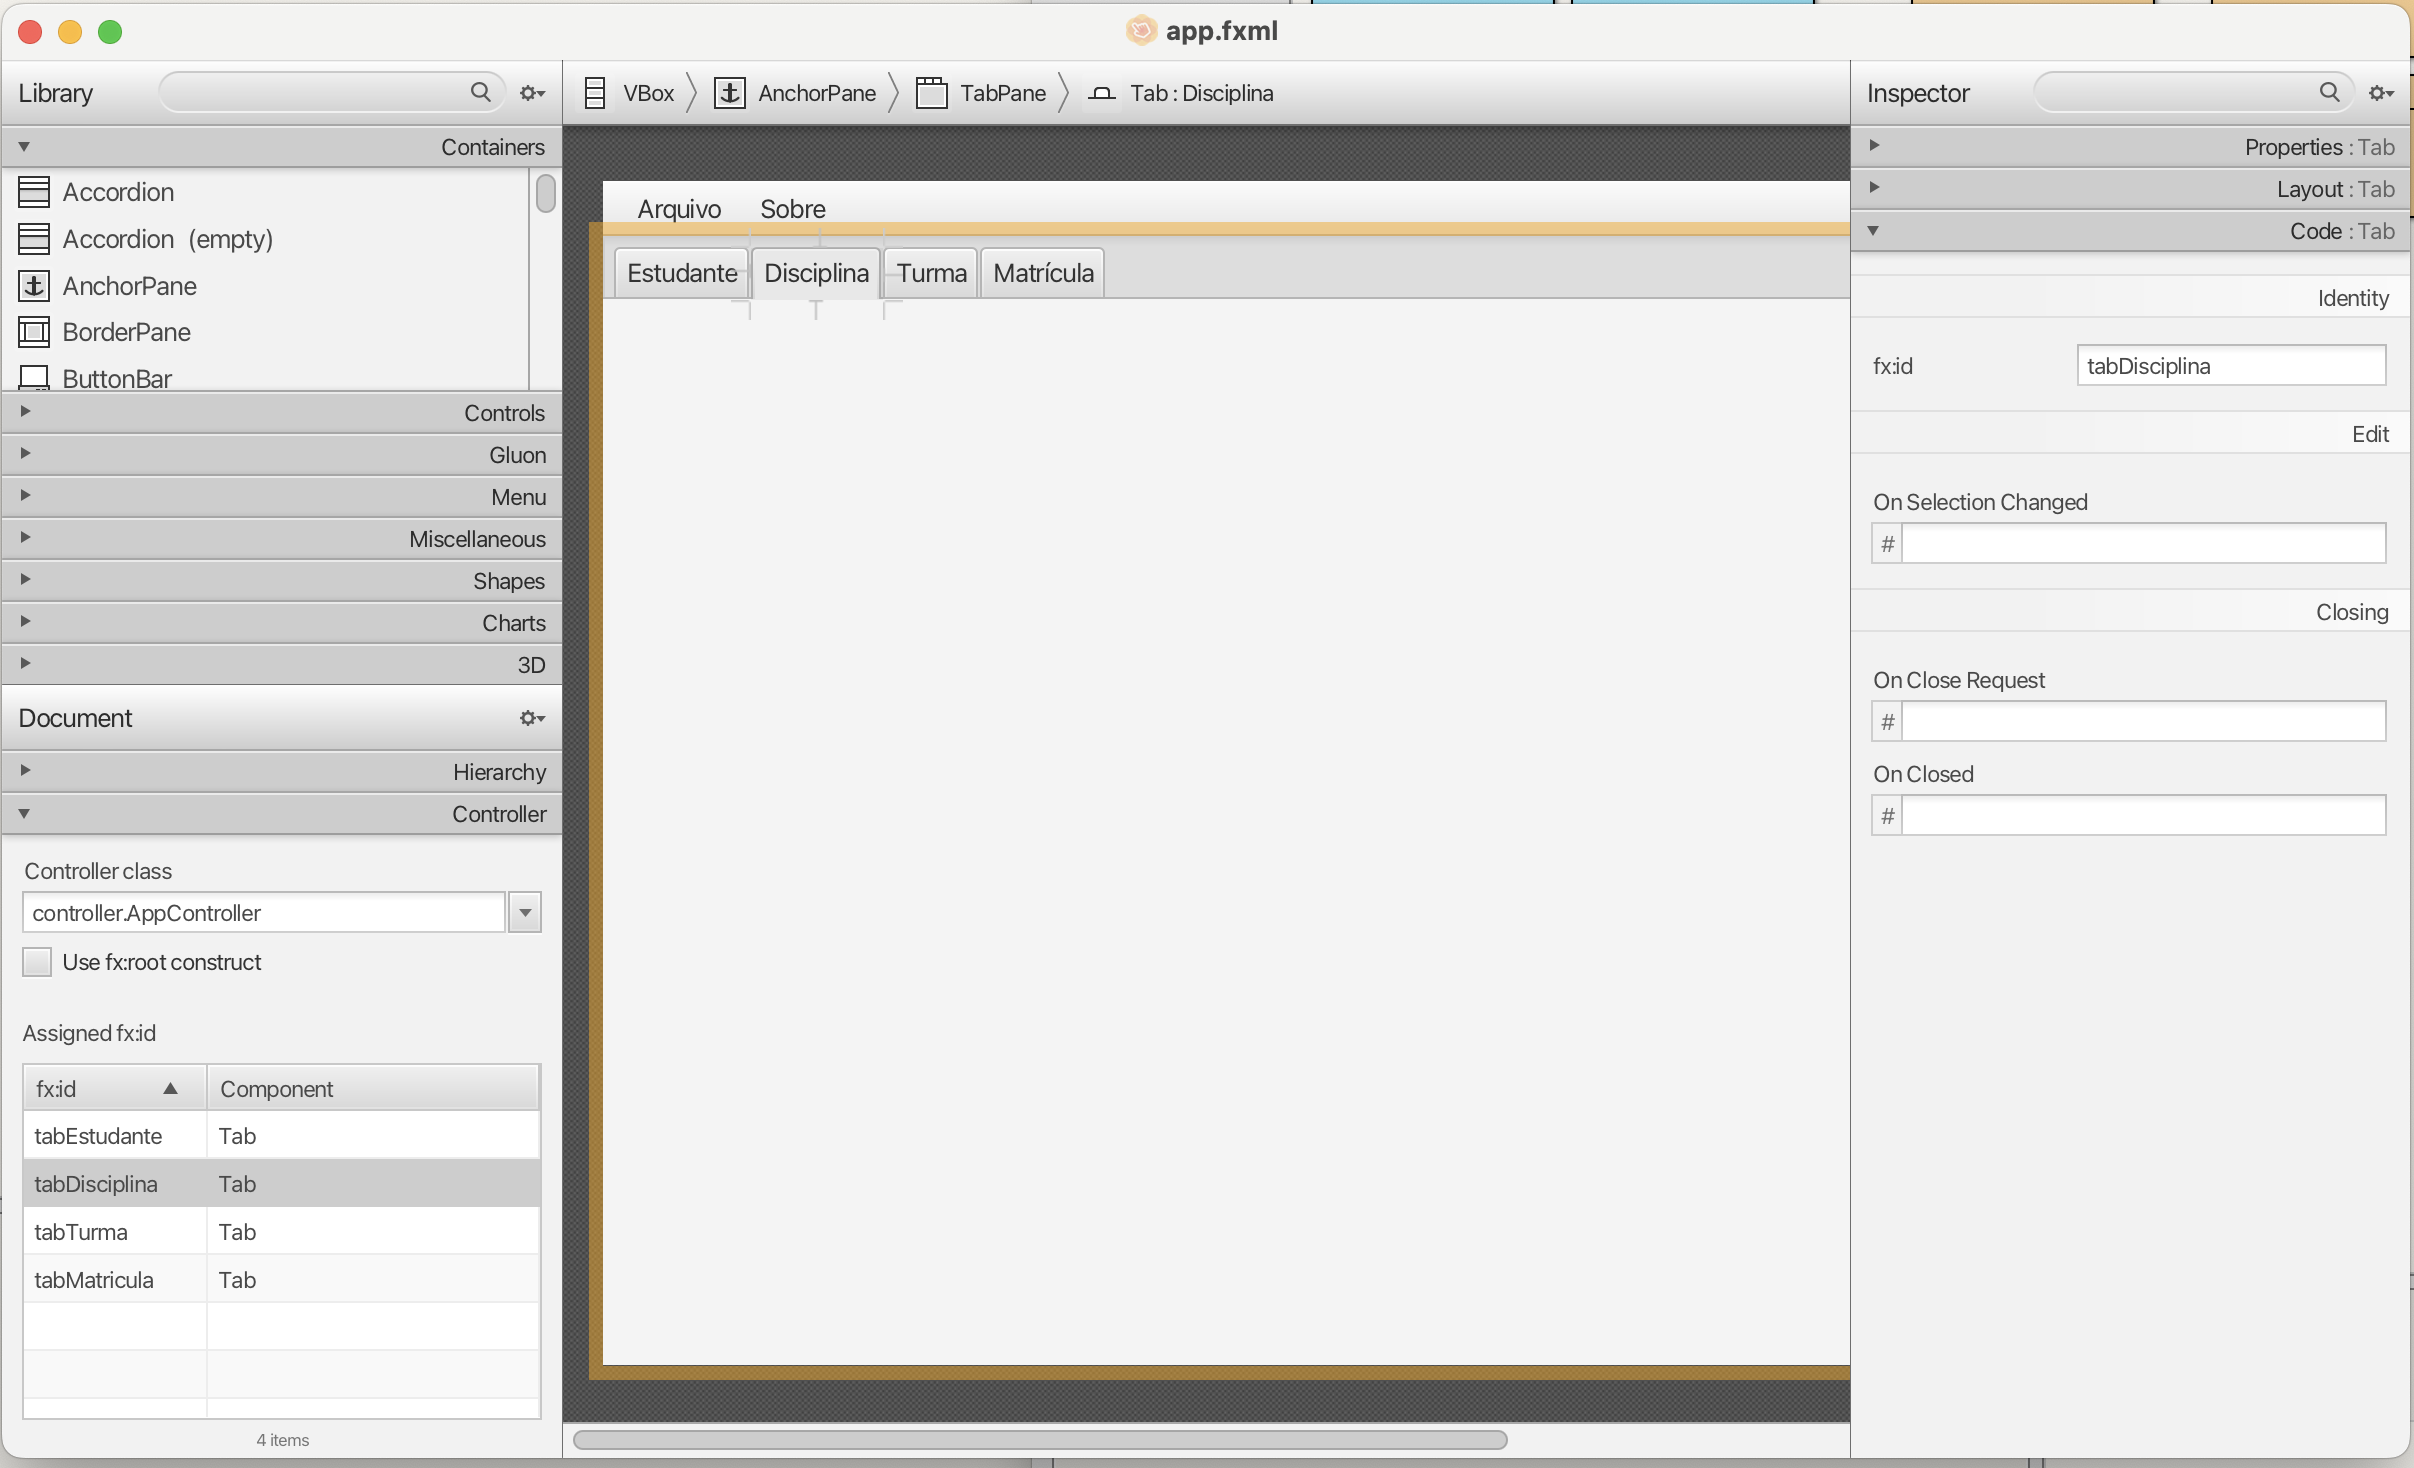 app.fxml
Library
VBox
AnchorPane
TabPane
Tab : Disciplina
Inspector
Containers
Accordion
Accordion (empty)
AnchorPane
BorderPane
ButtonBar
Controls
Gluon
Menu
Miscellaneous
Shapes
Charts
3D
Document
Hierarchy
Controller
Controller class
controller.AppController
Use fx:root construct
Assigned fx:id
fx:id Component
tabEstudante Tab
tabDisciplina Tab
tabTurma Tab
tabMatricula Tab
4 items
Arquivo Sobre
Estudante Disciplina Turma Matrícula
Properties : Tab
Layout : Tab
Code : Tab
Identity
fx:id tabDisciplina
Edit
On Selection Changed
#
Closing
On Close Request
#
On Closed
#